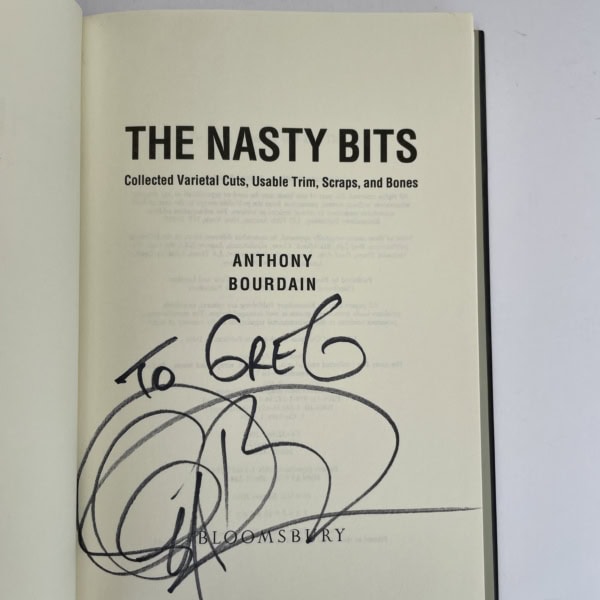 THE NASTY BITS
Collected Varietal Cuts, Usable Trim, Scraps, and Bones
ANTHONY
BOURDAIN
TO GREG
BLOOMSBURY